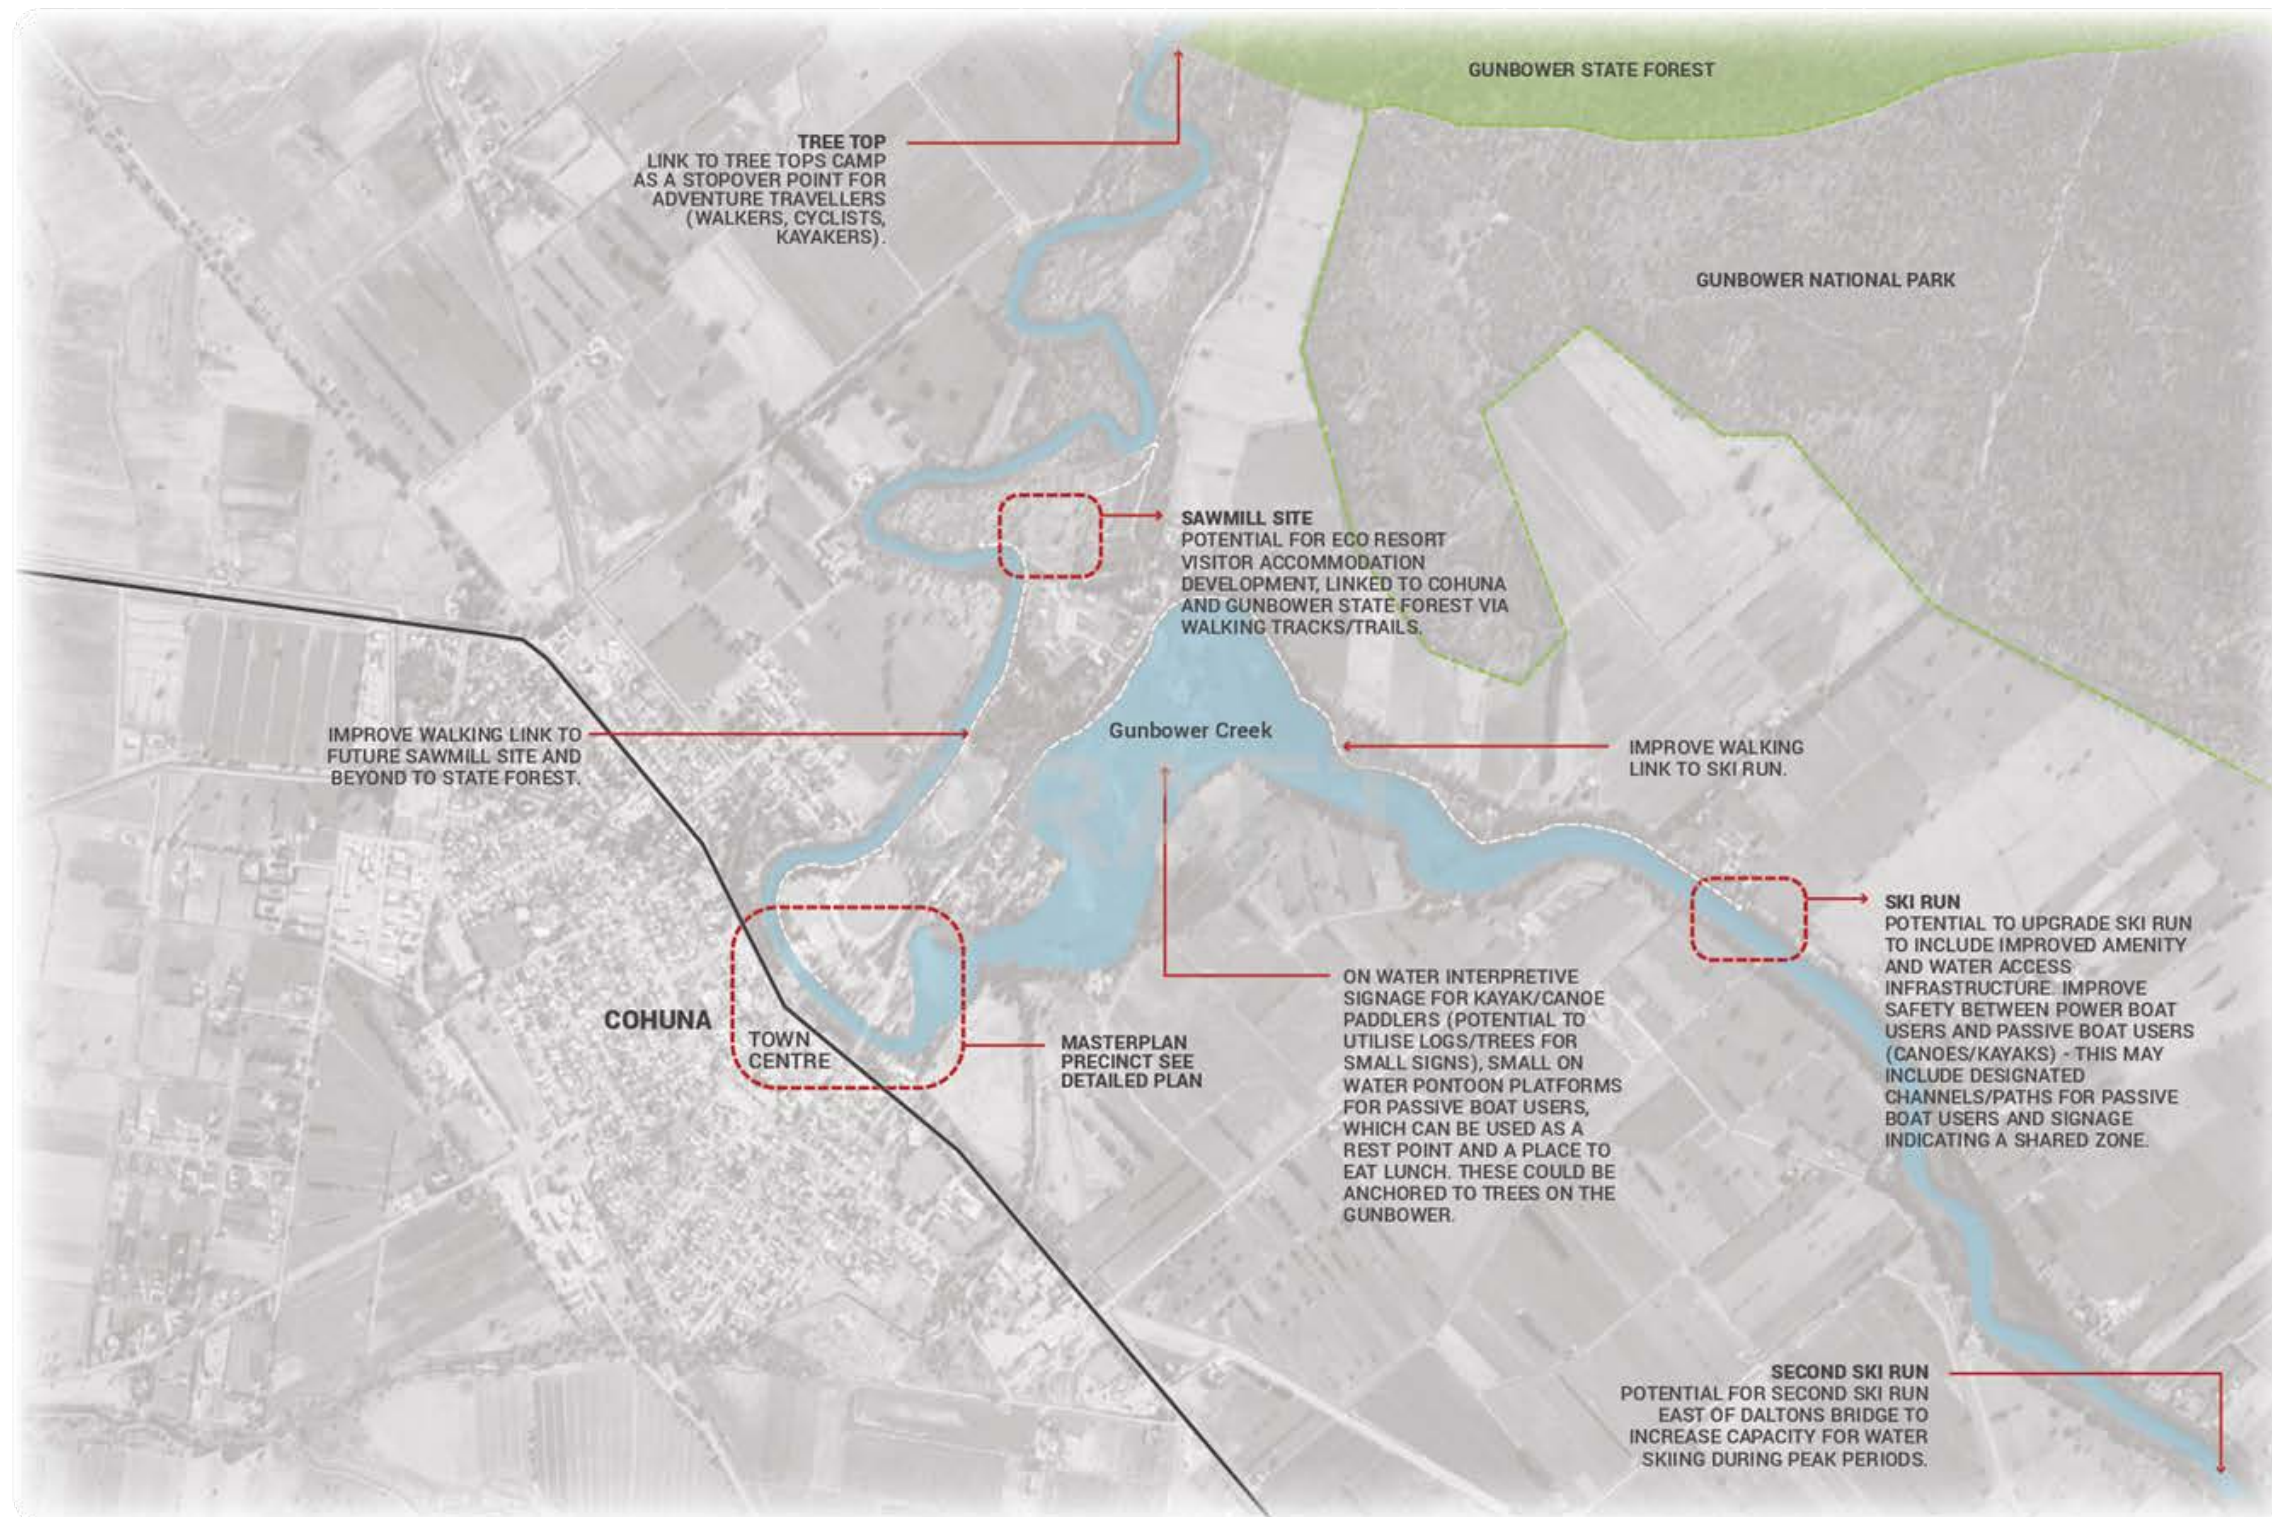 GUNBOWER STATE FOREST
TREE TOP
LINK TO TREE TOPS CAMP
AS A STOPOVER POINT FOR
ADVENTURE TRAVELLERS
(WALKERS, CYCLISTS,
KAYAKERS).
GUNBOWER NATIONAL PARK
SAWMILL SITE
POTENTIAL FOR ECO RESORT
VISITOR ACCOMMODATION
DEVELOPMENT, LINKED TO COHUNA
AND GUNBOWER STATE FOREST VIA
WALKING TRACKS/TRAILS.
IMPROVE WALKING LINK TO
FUTURE SAWMILL SITE AND
BEYOND TO STATE FOREST.
Gunbower Creek
IMPROVE WALKING
LINK TO SKI RUN.
SKI RUN
POTENTIAL TO UPGRADE SKI RUN
TO INCLUDE IMPROVED AMENITY
AND WATER ACCESS
INFRASTRUCTURE. IMPROVE
SAFETY BETWEEN POWER BOAT
USERS AND PASSIVE BOAT USERS
(CANOES/KAYAKS) - THIS MAY
INCLUDE DESIGNATED
CHANNELS/PATHS FOR PASSIVE
BOAT USERS AND SIGNAGE
INDICATING A SHARED ZONE.
COHUNA
TOWN
CENTRE
MASTERPLAN
PRECINCT SEE
DETAILED PLAN
ON WATER INTERPRETIVE
SIGNAGE FOR KAYAK/CANOE
PADDLERS (POTENTIAL TO
UTILISE LOGS/TREES FOR
SMALL SIGNS), SMALL ON
WATER PONTOON PLATFORMS
FOR PASSIVE BOAT USERS,
WHICH CAN BE USED AS A
REST POINT AND A PLACE TO
EAT LUNCH. THESE COULD BE
ANCHORED TO TREES ON THE
GUNBOWER.
SECOND SKI RUN
POTENTIAL FOR SECOND SKI RUN
EAST OF DALTONS BRIDGE TO
INCREASE CAPACITY FOR WATER
SKIING DURING PEAK PERIODS.